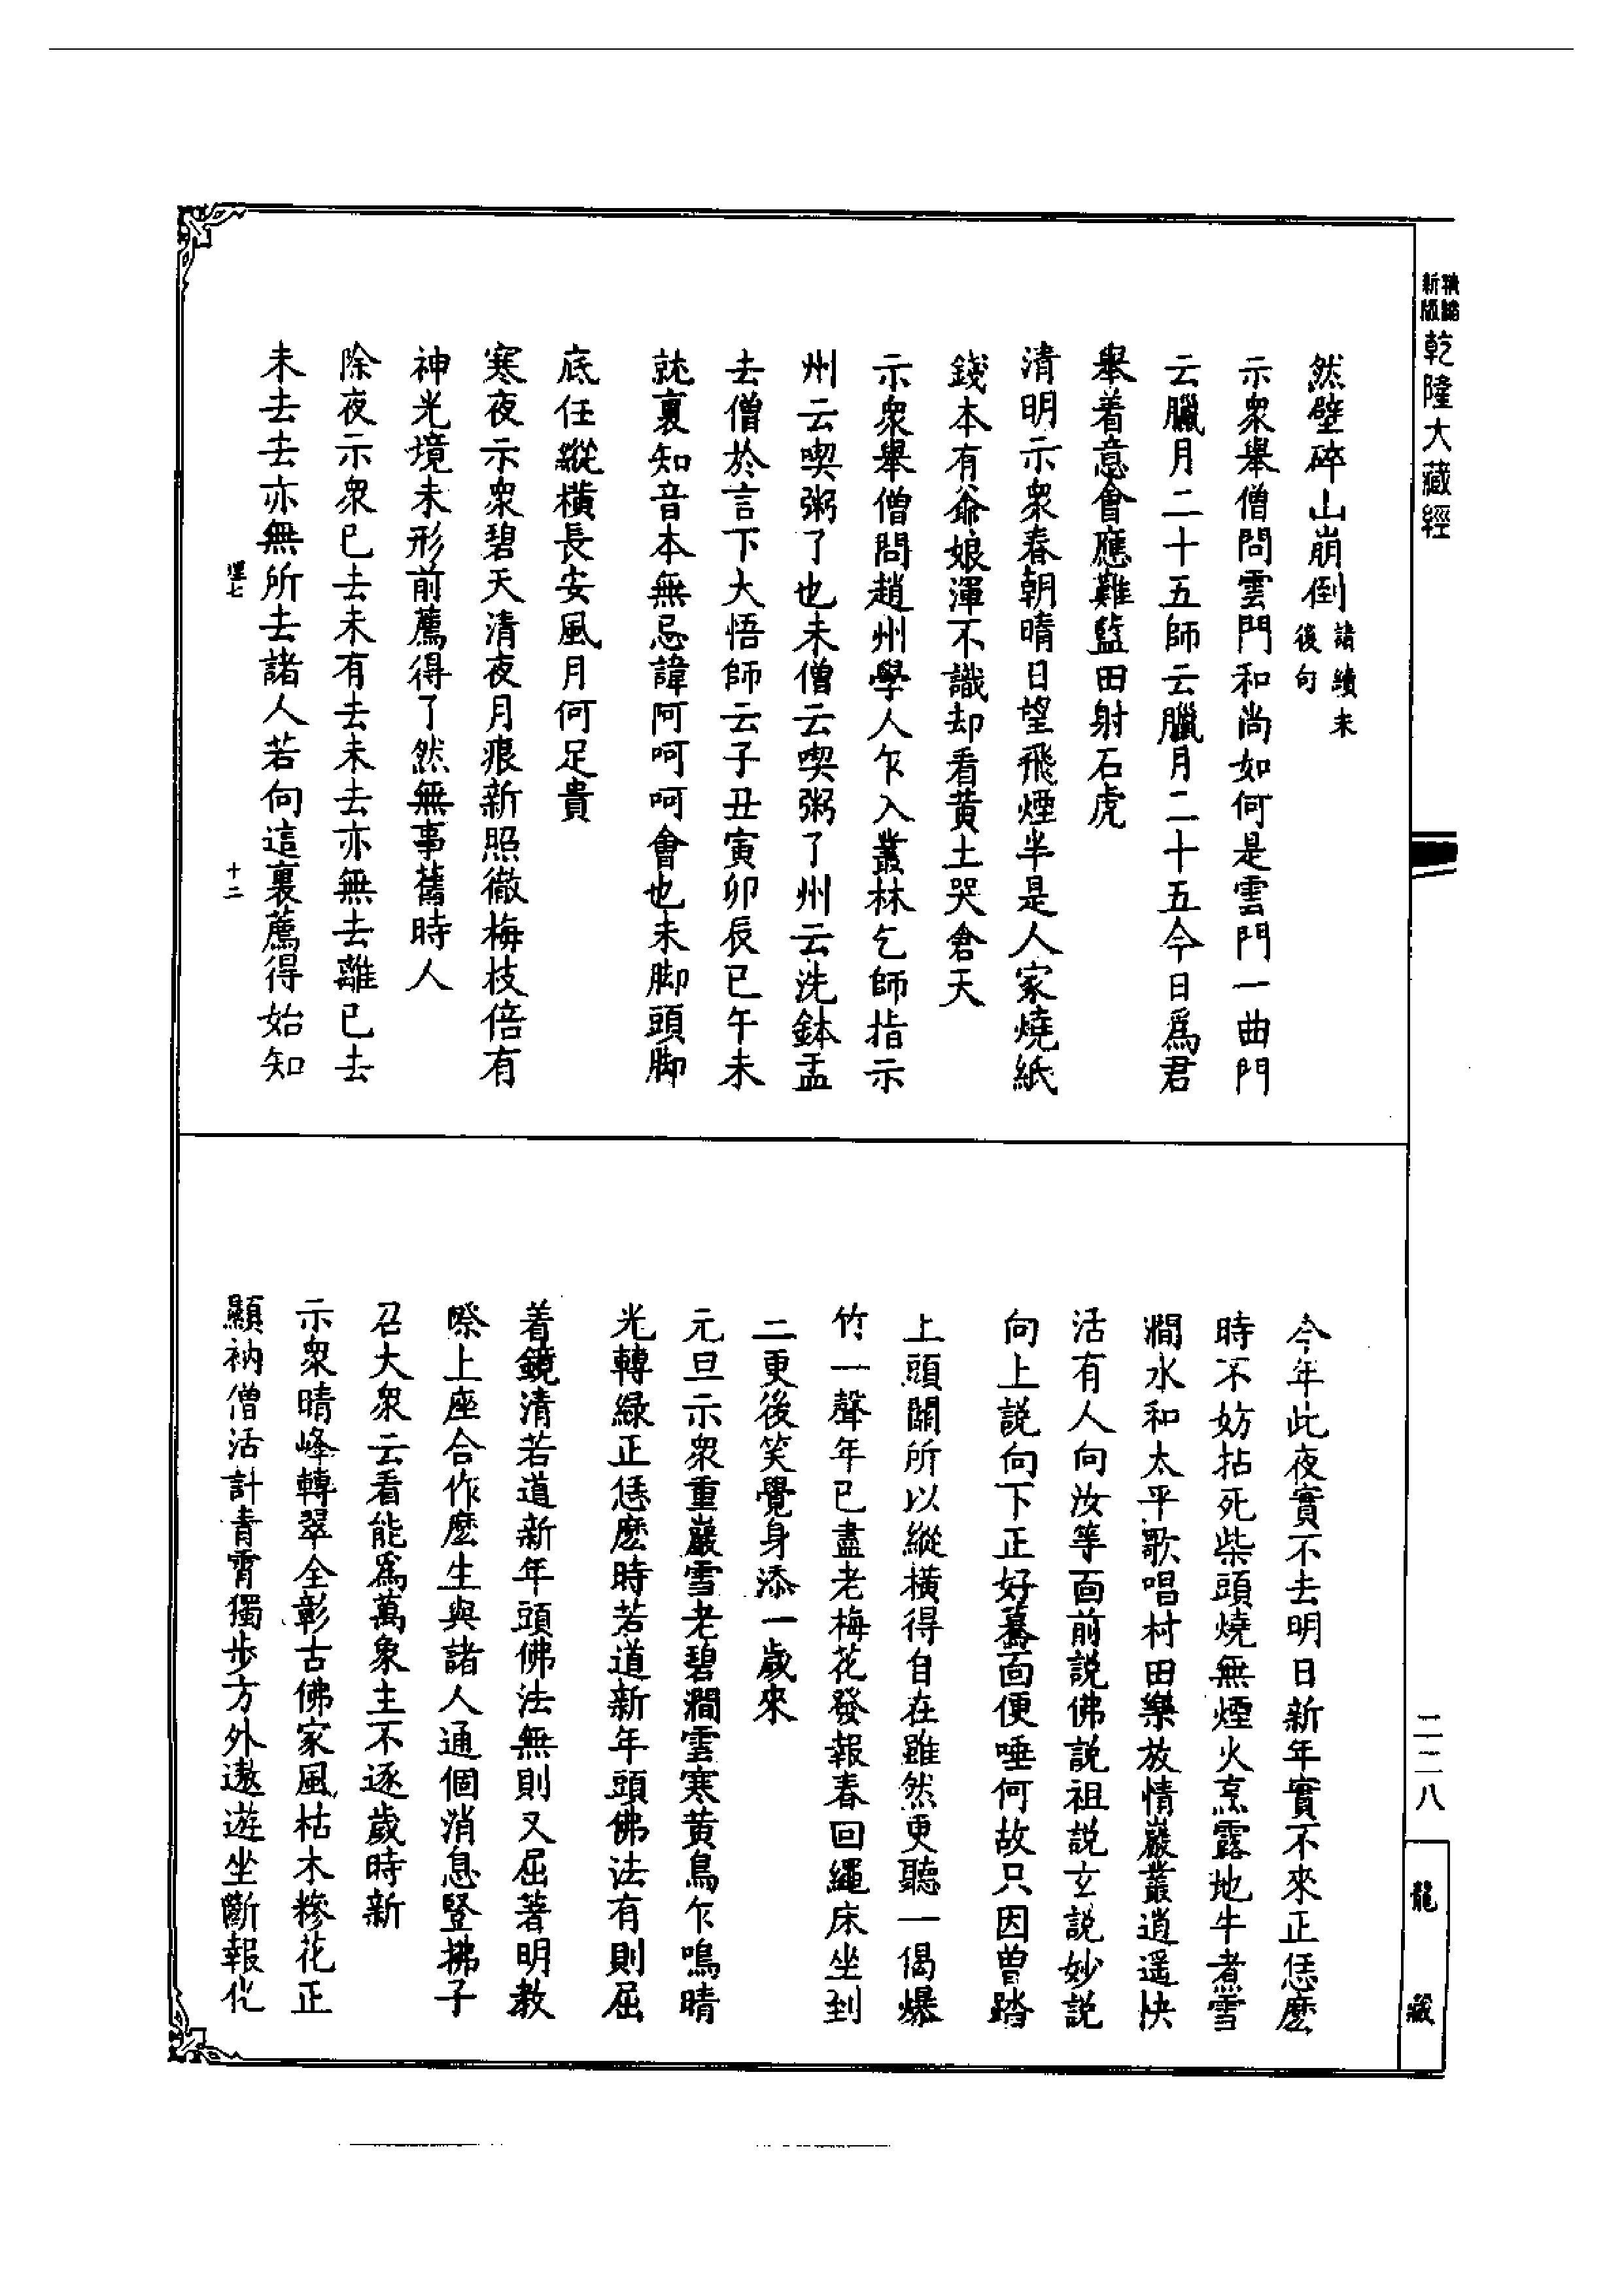 新版
乾隆大藏經
然壁碎山崩倒諸績未後句
示衆舉僧問雲門和尚如何是雲門一曲門
云臘月二十五師云臘月二十五今日爲君
舉着意會應難監田射石虎
清明示衆春朝晴日望飛煙半是人家燒紙
錢本有爺娘渾不識却看黄土哭倉天
示衆舉僧問趙州學人乍入叢林乞師指示
州云喫粥了也未僧云喫粥了州云洗鉢盂
去僧於言下大悟師云子丑寅卯辰巳午未
就裏知音本無忌諱阿呵呵會也未脚頭脚
底任縱橫長安風月何足貴
寒夜示衆碧天清夜月痕新照徹梅枝倍有
神光境未形前薦得了然無事舊時人
除夜示衆已去未有去未去亦無去離已去
未去去亦無所去諸人若向這裏薦得始知
七 十二
今年此夜實不去明日新年實不來正恁麼
時不妨拈死柴頭燒無煙火烹露地牛煮雪
澗水和太平歌唱村田樂放情巖叢逍遥快
活有人向汝等面前説佛説祖説玄説妙説
向上説向下正好驀面便唾何故只因曽踏
上頭關所以縱橫得自在雖然更聽一偈爆
竹一聲年已盡老梅花發報春回繩床坐到
二更後笑覺身添一歲來
元旦示衆重巖雪老碧澗雲寒黄鳥乍鳴晴
光轉緑正恁麽時若道新年頭佛法有則屈
着鏡清若道新年頭佛法無則又屈著明教
際上座合作麽生與諸人通個消息豎拂子
召大衆云看能爲萬象主不逐歲時新
示衆晴峰轉翠全彰古佛家風枯木糝花正
顯衲僧活計青霄獨步方外遨遊坐斷報化
二二八
龍藏